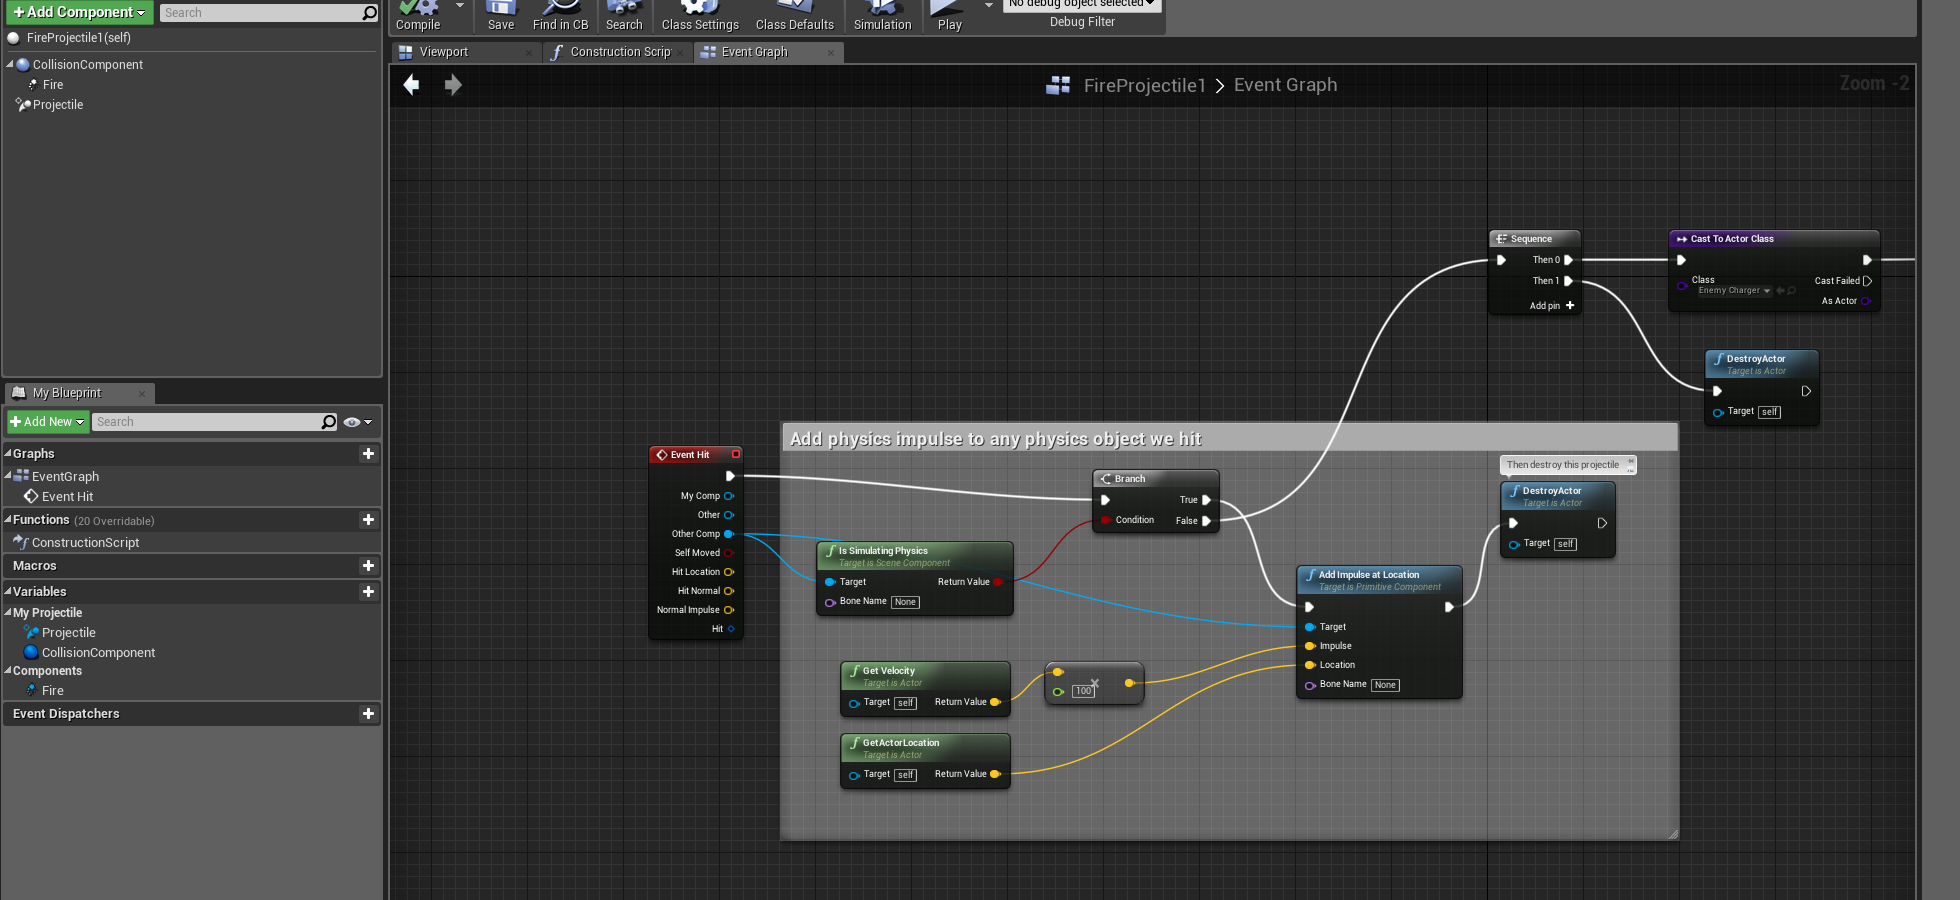 Add Component
Search
FireProjectile1(self)
CollisionComponent
Fire
Projectile
Compile
Save
Find in CB
Search
Class Settings
Class Defaults
Simulation
Play
No debug object selected
Debug Filter
Viewport
Construction Scrip
Event Graph
FireProjectile1 > Event Graph
Zoom -2
My Blueprint
Add New
Search
Graphs
EventGraph
Event Hit
Functions (20 Overridable)
ConstructionScript
Macros
Variables
My Projectile
Projectile
CollisionComponent
Components
Fire
Event Dispatchers
Sequence
Then 0
Then 1
Add pin
Cast To Actor Class
Class
Enemy Charger
Cast Failed
As Actor
DestroyActor
Target is Actor
Target self
Add physics impulse to any physics object we hit
Event Hit
My Comp
Other
Other Comp
Self Moved
Hit Location
Hit Normal
Normal Impulse
Hit
Branch
True
Condition
False
Is Simulating Physics
Target is Scene Component
Target
Return Value
Bone Name None
Get Velocity
Target is Actor
Target self
Return Value
100
GetActorLocation
Target is Actor
Target self
Return Value
Add Impulse at Location
Target is Primitive Component
Target
Impulse
Location
Bone Name None
Then destroy this projectile
DestroyActor
Target is Actor
Target self